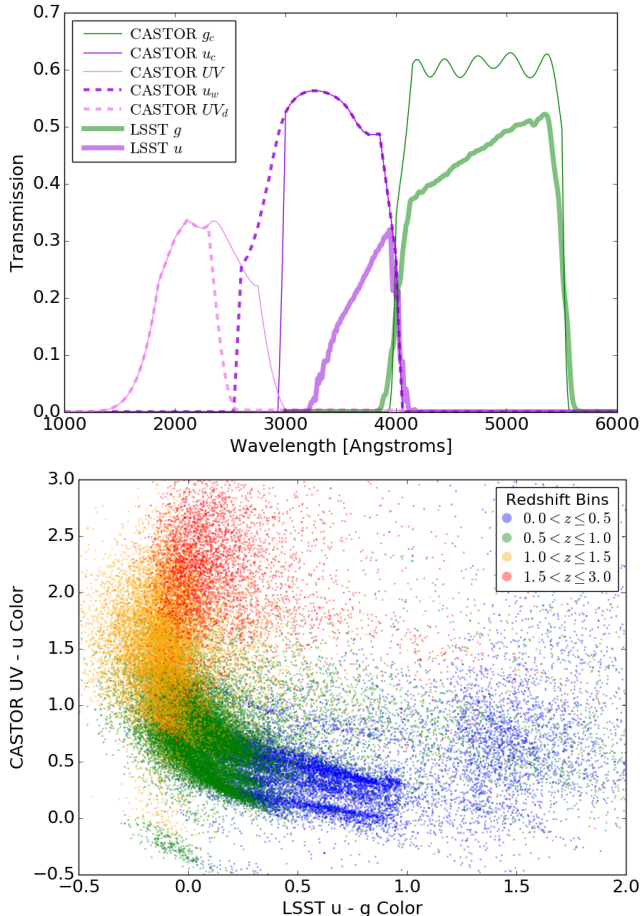 0.7
0.6
0.5
0.4
0.3
0.2
0.1
0.0
Transmission
CASTOR g_c
CASTOR u_c
CASTOR UV
CASTOR u_w
CASTOR UV_d
LSST g
LSST u
1000 2000 3000 4000 5000 6000
Wavelength [Angstroms]
3.0
2.5
2.0
1.5
1.0
0.5
0.0
−0.5
CASTOR UV - u Color
Redshift Bins
0.0 < z ≤ 0.5
0.5 < z ≤ 1.0
1.0 < z ≤ 1.5
1.5 < z ≤ 3.0
−0.5 0.0 0.5 1.0 1.5 2.0
LSST u - g Color